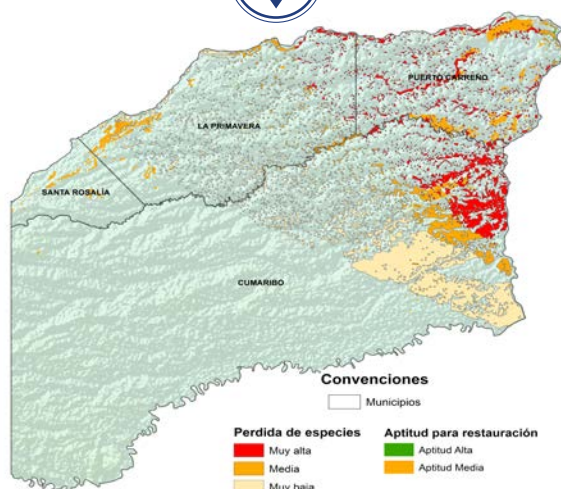 PUERTO CARREÑO
LA PRIMAVERA
SANTA ROSALÍA
CUMARIBO
Convenciones
Municipios
Perdida de especies
Muy alta
Media
Muy baja
Aptitud para restauración
Aptitud Alta
Aptitud Media